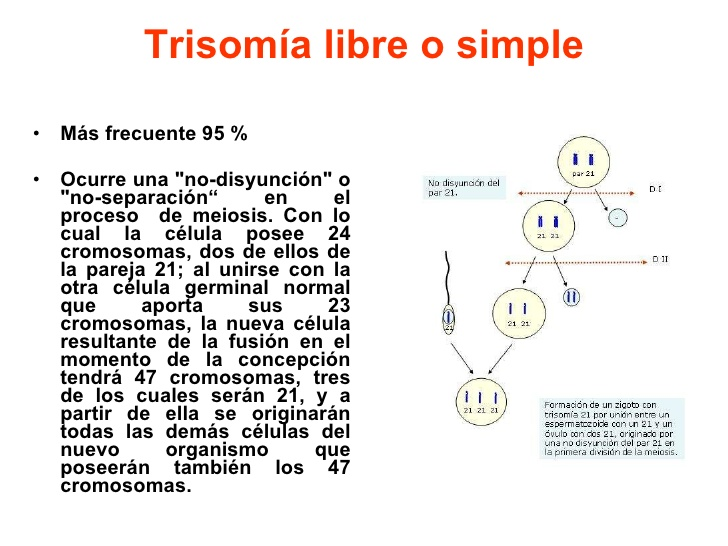 Trisomía libre o simple
• Más frecuente 95 %
• Ocurre una "no-disyunción" o
"no-separación“ en el
proceso de meiosis. Con lo
cual la célula posee 24
cromosomas, dos de ellos de
la pareja 21; al unirse con la
otra célula germinal normal
que aporta sus 23
cromosomas, la nueva célula
resultante de la fusión en el
momento de la concepción
tendrá 47 cromosomas, tres
de los cuales serán 21, y a
partir de ella se originarán
todas las demás células del
nuevo organismo que
poseerán también los 47
cromosomas.
par 21
No disyunción del
par 21.
D I
-
21 21
D II
21
21 21
21 21 21
Formación de un zigoto con
trisomía 21 por unión entre un
espermatozoide con un 21 y un
óvulo con dos 21, originado por
una no disyunción del par 21 en
la primera división de la meiosis.